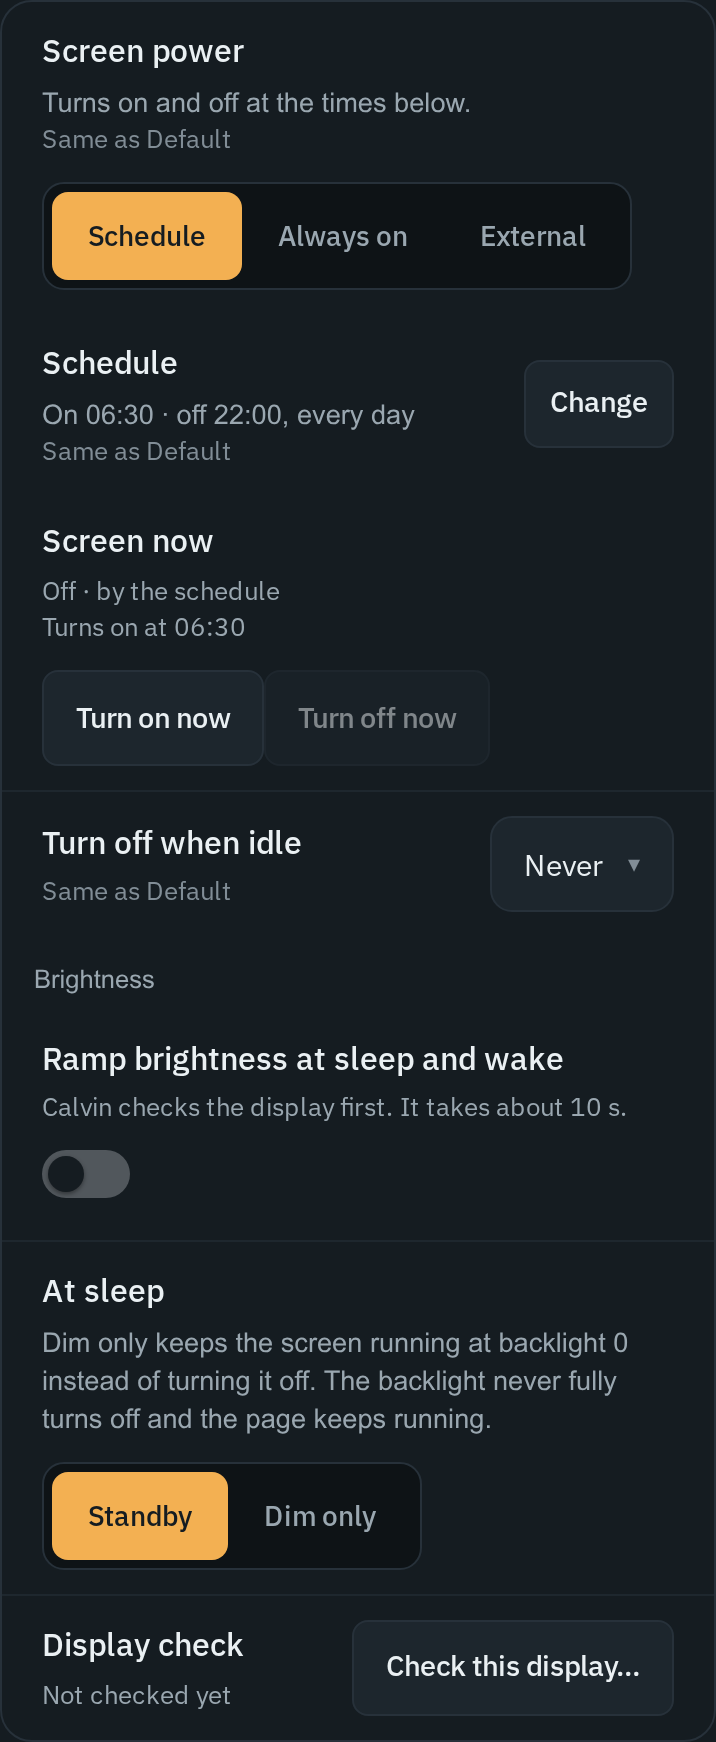 Screen power
Turns on and off at the times below.
Same as Default
Schedule
Always on
External
Schedule
On 06:30 · off 22:00, every day
Same as Default
Change
Screen now
Off · by the schedule
Turns on at 06:30
Turn on now
Turn off now
Turn off when idle
Same as Default
Never
Brightness
Ramp brightness at sleep and wake
Calvin checks the display first. It takes about 10 s.
At sleep
Dim only keeps the screen running at backlight 0
instead of turning it off. The backlight never fully
turns off and the page keeps running.
Standby
Dim only
Display check
Not checked yet
Check this display…